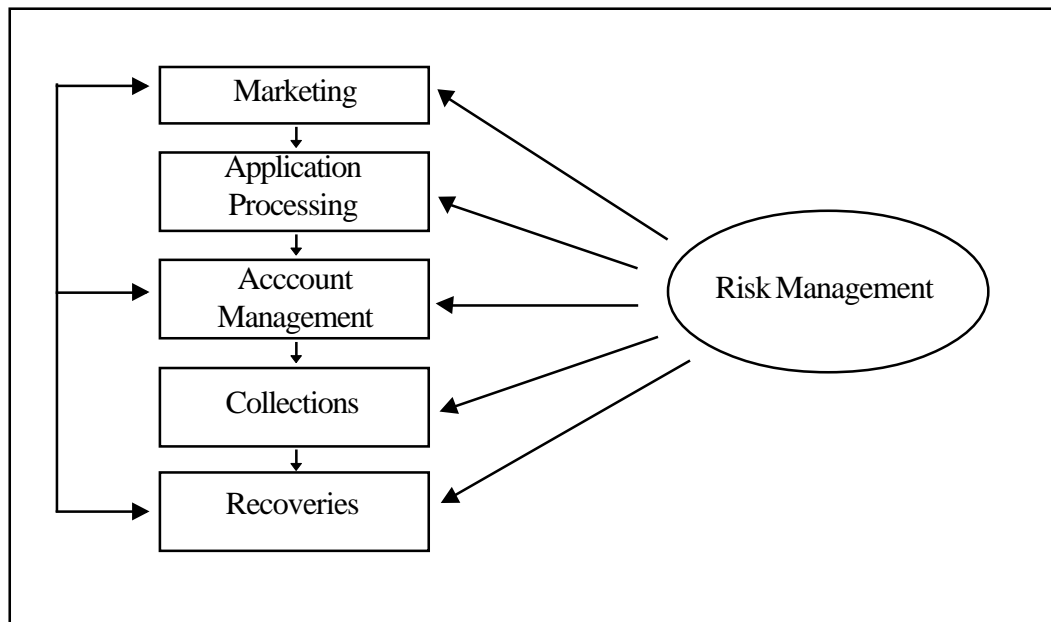 Marketing
Application
Processing
Acccount
Management
Collections
Recoveries
Risk Management